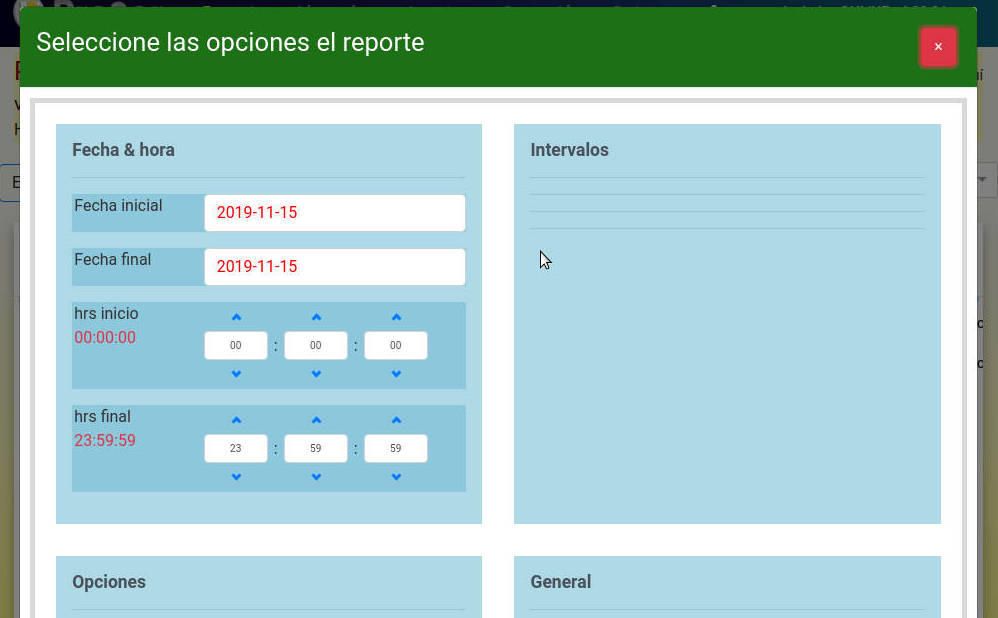 Seleccione las opciones el reporte
×
Fecha & hora
Fecha inicial
2019-11-15
Fecha final
2019-11-15
hrs inicio
00:00:00
00 : 00 : 00
hrs final
23:59:59
23 : 59 : 59
Intervalos
Opciones
General